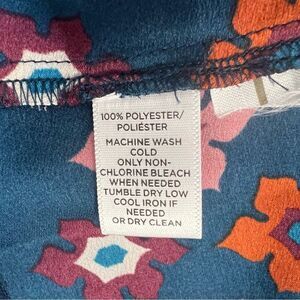 100% POLYESTER/
POLIÉSTER
MACHINE WASH
COLD
ONLY NON-
CHLORINE BLEACH
WHEN NEEDED
TUMBLE DRY LOW
COOL IRON IF
NEEDED
OR DRY CLEAN